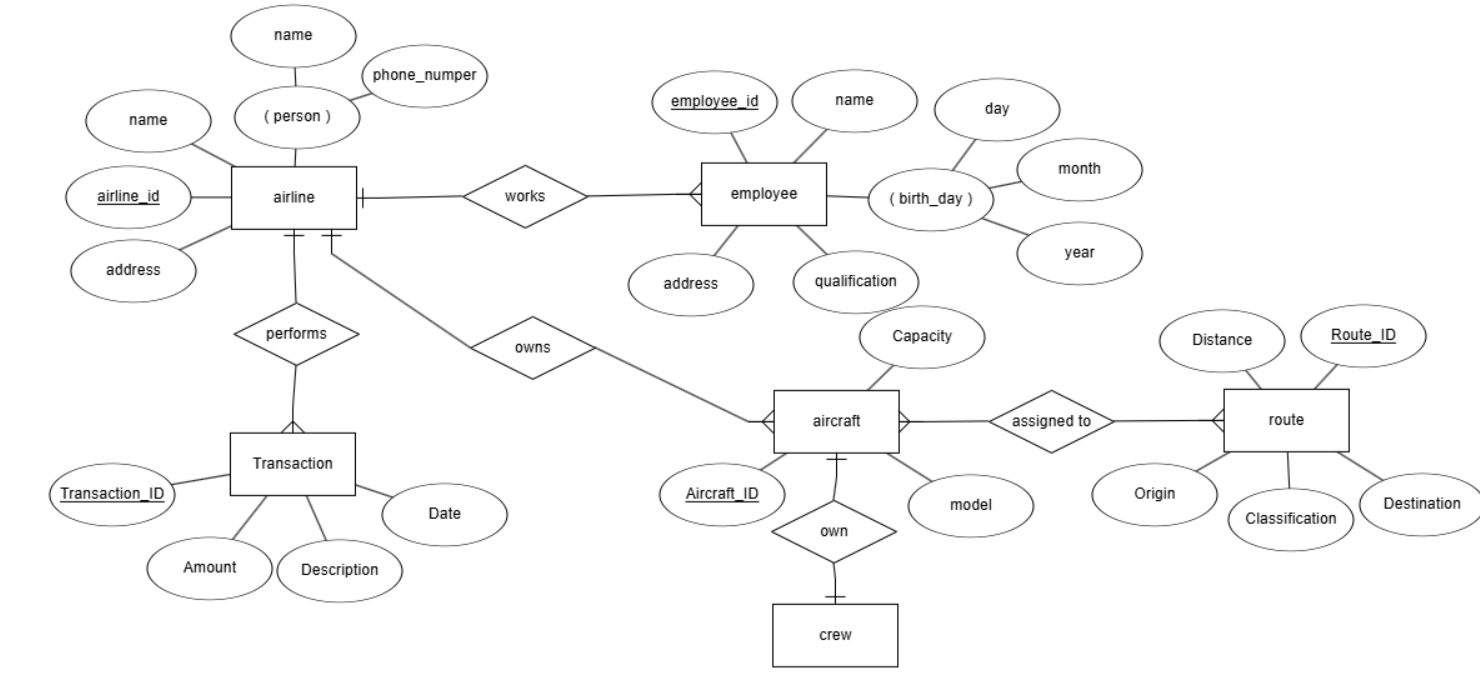 name
phone_numper
( person )
name
airline_id
airline
address
works
employee_id
name
day
month
employee
( birth_day )
year
address
qualification
performs
owns
Capacity
Distance
Route_ID
aircraft
assigned to
route
Transaction
Transaction_ID
Date
Amount
Description
Aircraft_ID
model
Origin
Classification
Destination
own
crew